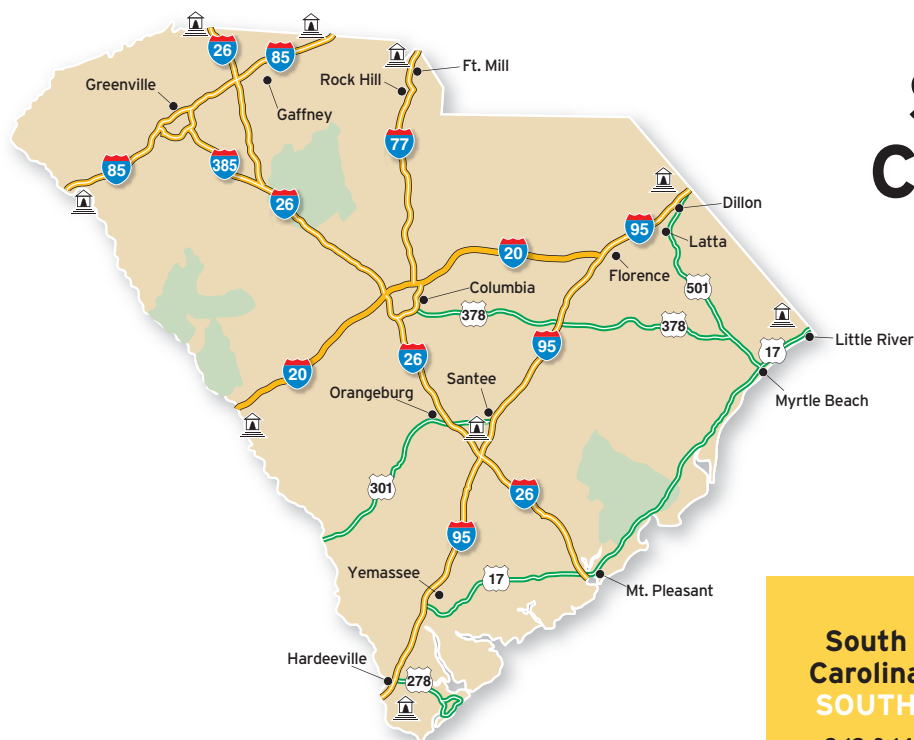 26
85
Greenville
Gaffney
Rock Hill
Ft. Mill
77
85
385
26
95
Dillon
Latta
20
Florence
501
Columbia
378
378
17
Little River
95
26
20
Santee
Orangeburg
Myrtle Beach
301
26
95
Yemassee
17
Mt. Pleasant
Hardeeville
278
C
South
Carolina
SOUTH